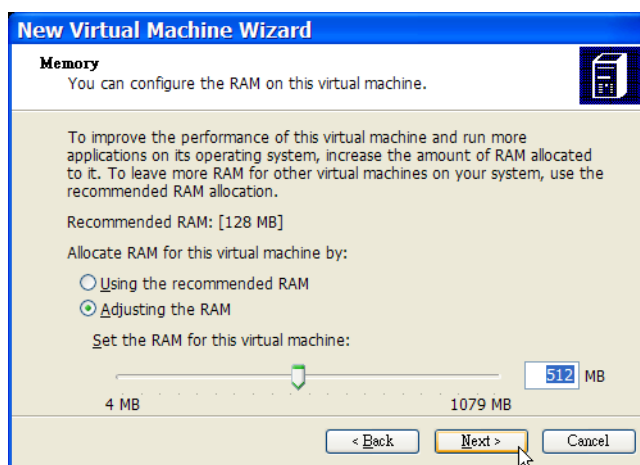 New Virtual Machine Wizard
Memory
You can configure the RAM on this virtual machine.
To improve the performance of this virtual machine and run more
applications on its operating system, increase the amount of RAM allocated
to it. To leave more RAM for other virtual machines on your system, use the
recommended RAM allocation.
Recommended RAM: [128 MB]
Allocate RAM for this virtual machine by:
Using the recommended RAM
Adjusting the RAM
Set the RAM for this virtual machine:
512 MB
4 MB 1079 MB
< Back Next > Cancel